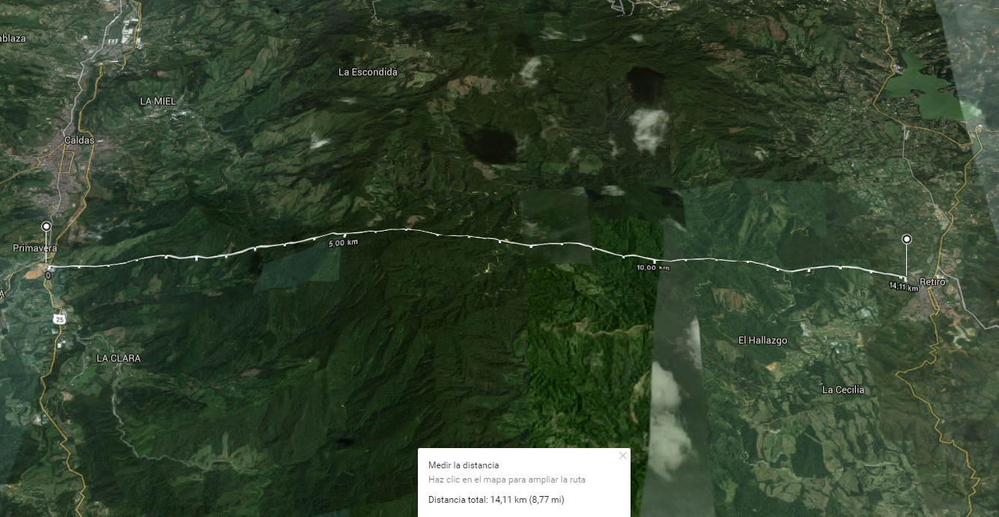 ablaza
La Escondida
LA MIEL
Caldas
Primavera
0
5,00 km
10,00 km
14,11 km
Retiro
A
25
El Hallazgo
LA CLARA
La Cecilia
Medir la distancia
Haz clic en el mapa para ampliar la ruta
Distancia total: 14,11 km (8,77 mi)